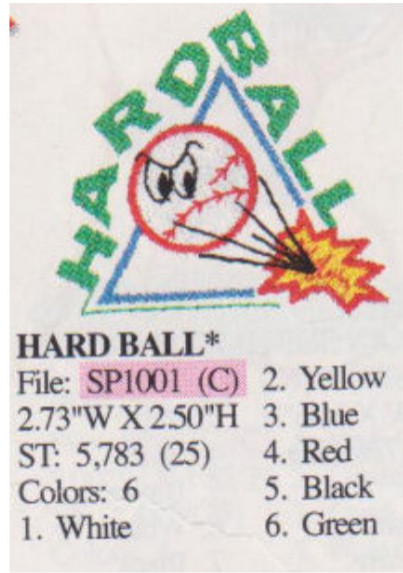 HARDBALL
HARD BALL*
File: SP1001 (C)
2.73"W X 2.50"H
ST: 5,783 (25)
Colors: 6
1. White
2. Yellow
3. Blue
4. Red
5. Black
6. Green